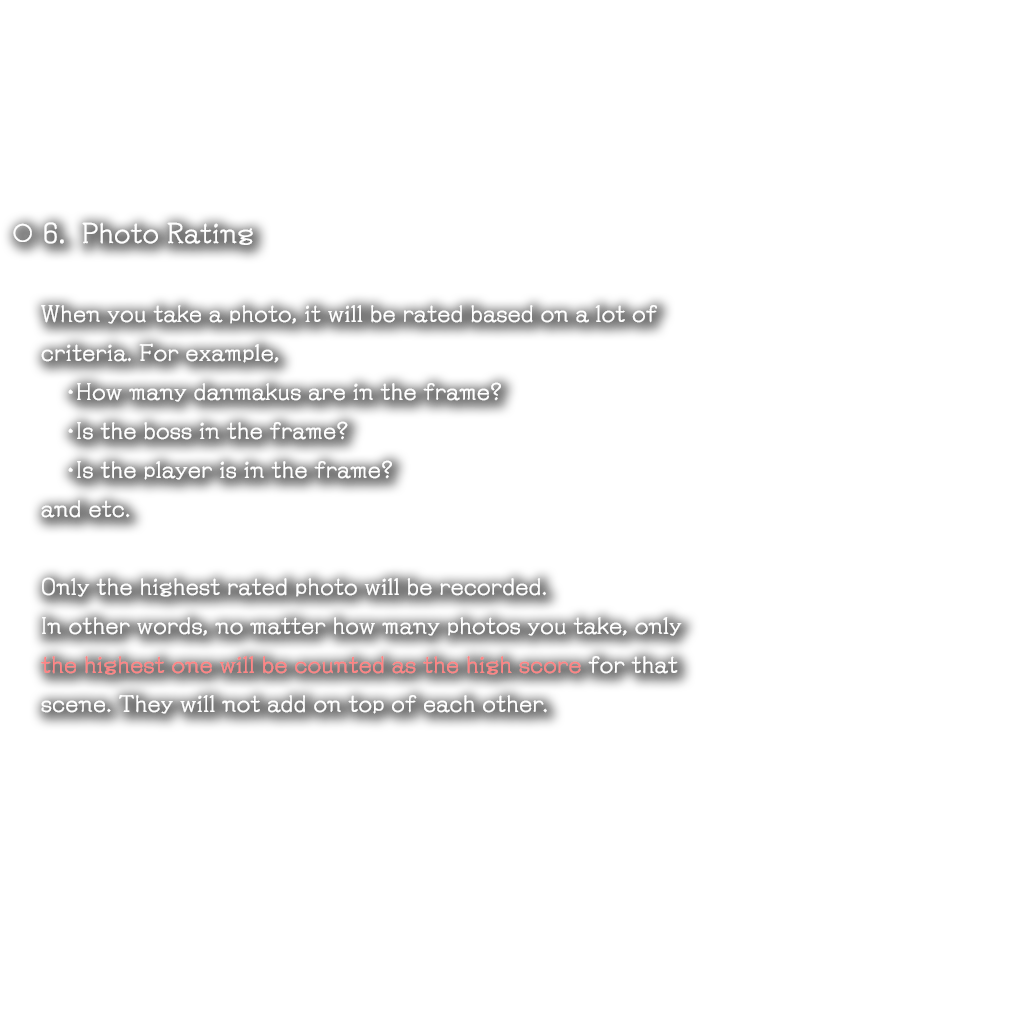 ○ 6. Photo Rating
When you take a photo, it will be rated based on a lot of
criteria. For example,
・How many danmakus are in the frame?
・Is the boss in the frame?
・Is the player is in the frame?
and etc.
Only the highest rated photo will be recorded.
In other words, no matter how many photos you take, only
the highest one will be counted as the high score for that
scene. They will not add on top of each other.